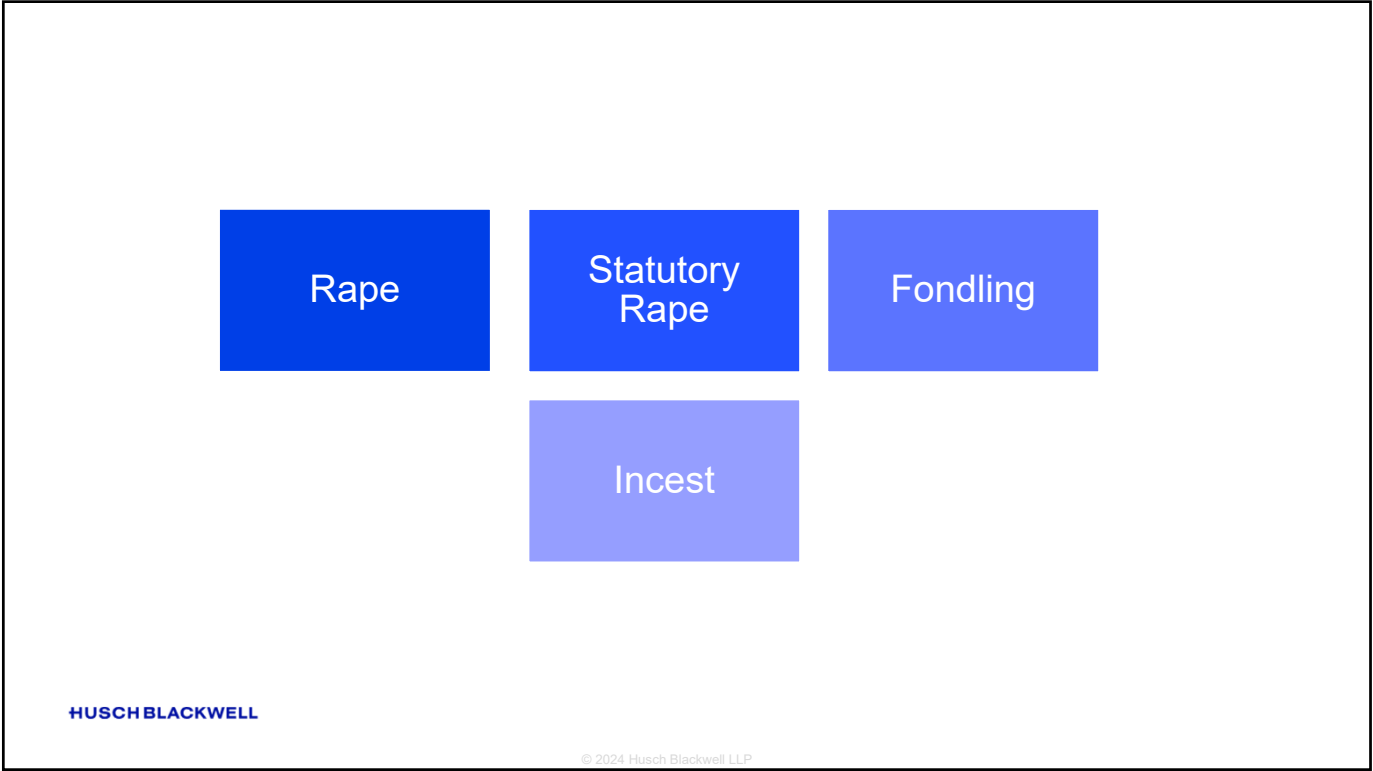 Rape
Statutory
Rape
Fondling
Incest
HUSCH BLACKWELL
© 2024 Husch Blackwell LLP